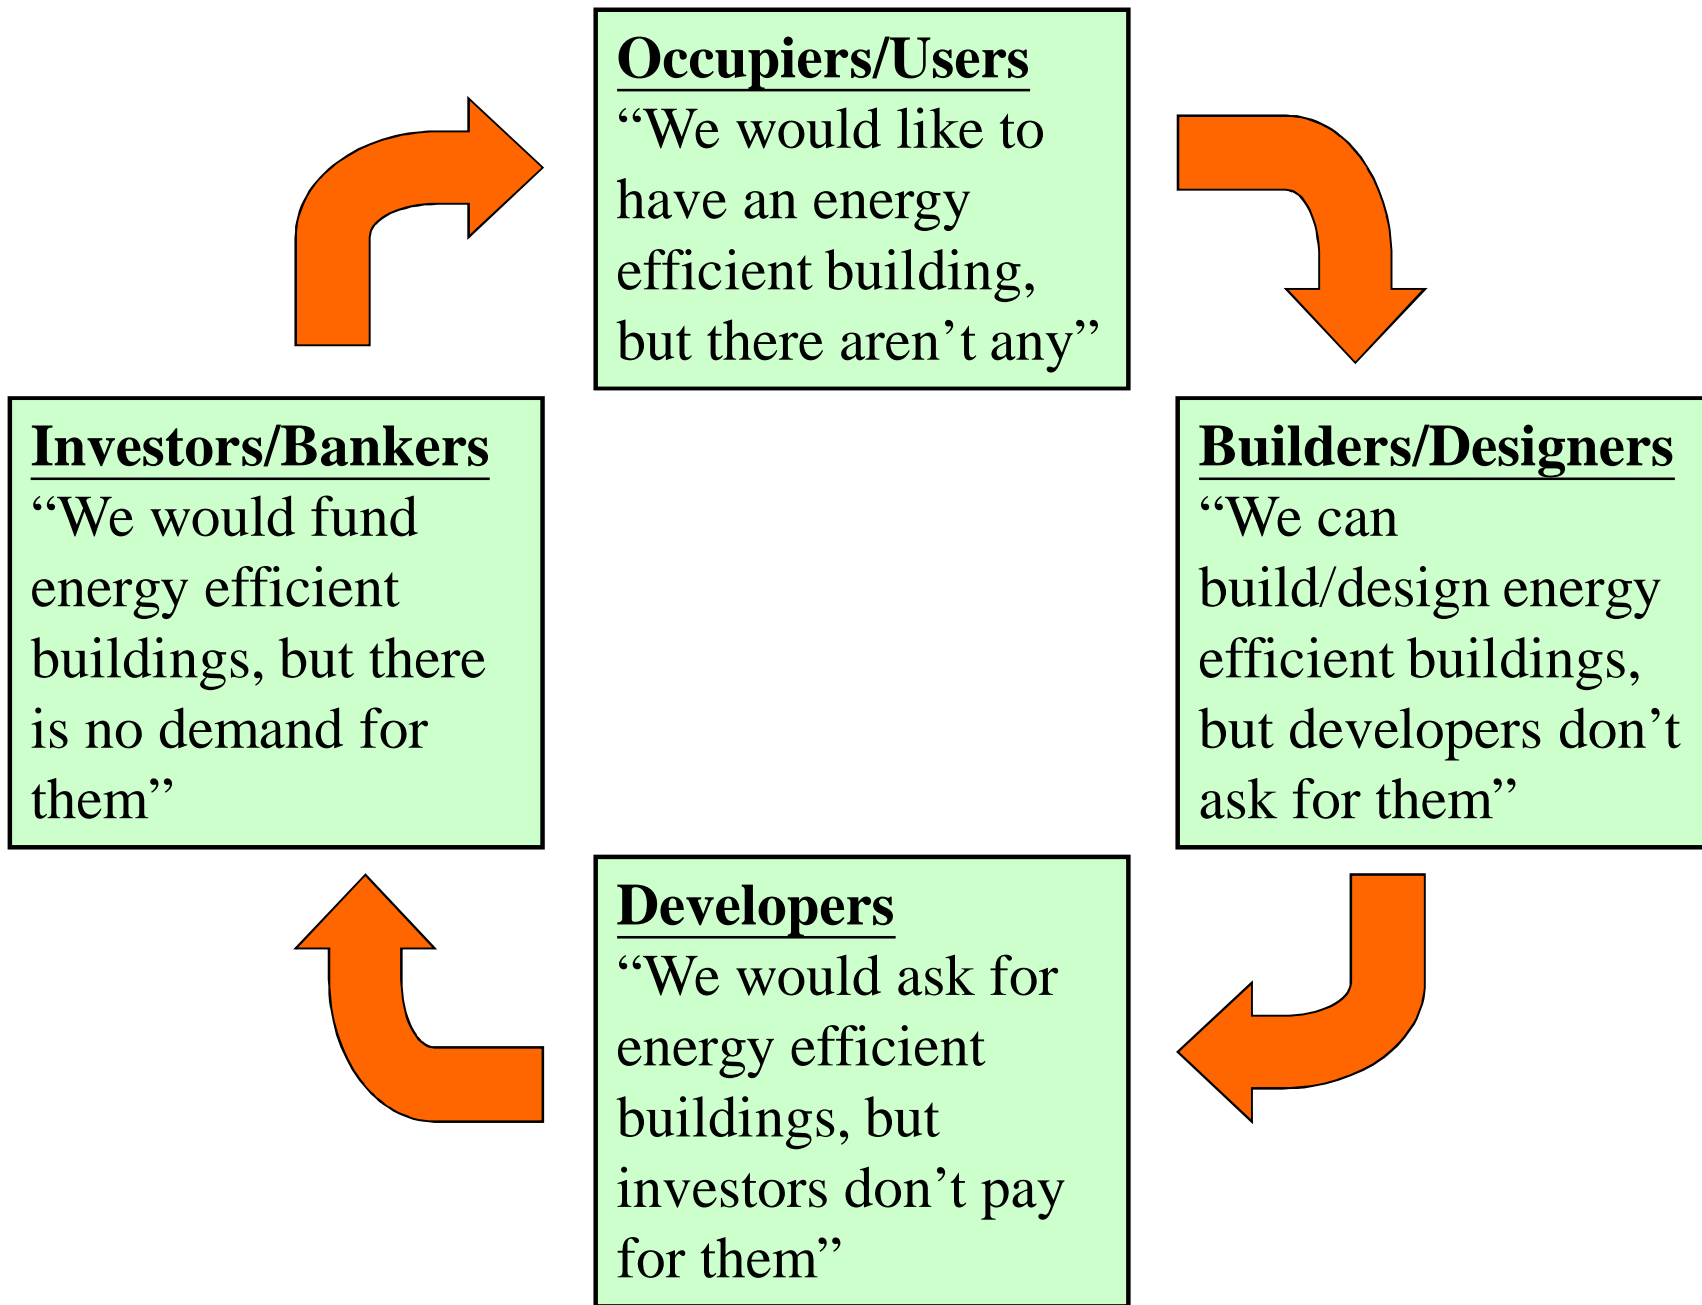 Occupiers/Users
“We would like to
have an energy
efficient building,
but there aren’t any”
Builders/Designers
“We can
build/design energy
efficient buildings,
but developers don’t
ask for them”
Developers
“We would ask for
energy efficient
buildings, but
investors don’t pay
for them”
Investors/Bankers
“We would fund
energy efficient
buildings, but there
is no demand for
them”